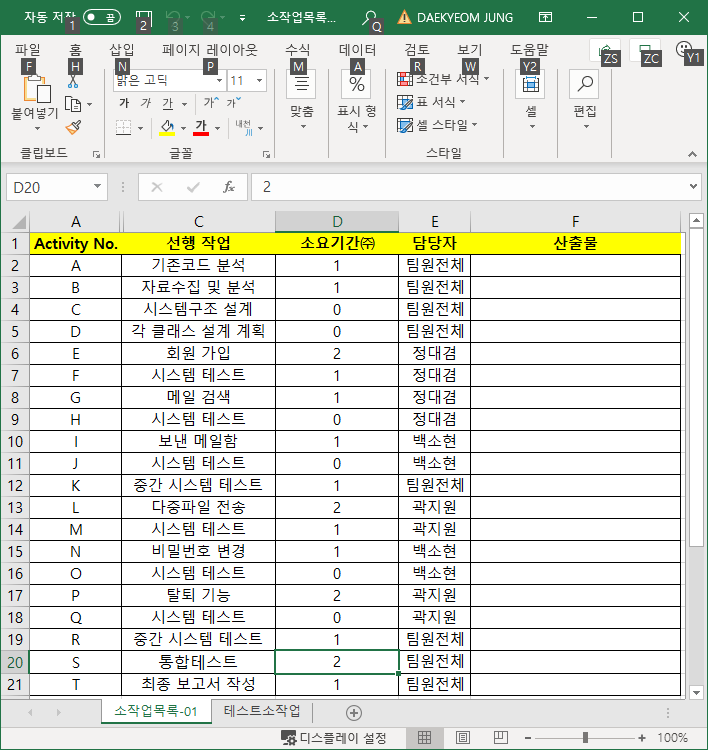 자동 저장 끔 소작업목록... DAEKYEOM JUNG
1 2 3 4 Q
파일 홈 삽입 페이지 레이아웃 수식 데이터 검토 보기 도움말
F H N P M A R W Y2 ZS ZC Y1
붙여넣기
클립보드
맑은 고딕 11
가 가 가 가 가
가 내천
글꼴
맞춤
표시 형식
조건부 서식
표 서식
셀 스타일
스타일
셀
편집
D20 fx 2
A C D E F
1 Activity No. 선행 작업 소요기간㈜ 담당자 산출물
2 A 기존코드 분석 1 팀원전체
3 B 자료수집 및 분석 1 팀원전체
4 C 시스템구조 설계 0 팀원전체
5 D 각 클래스 설계 계획 0 팀원전체
6 E 회원 가입 2 정대겸
7 F 시스템 테스트 1 정대겸
8 G 메일 검색 1 정대겸
9 H 시스템 테스트 0 정대겸
10 I 보낸 메일함 1 백소현
11 J 시스템 테스트 0 백소현
12 K 중간 시스템 테스트 1 팀원전체
13 L 다중파일 전송 2 곽지원
14 M 시스템 테스트 1 곽지원
15 N 비밀번호 변경 1 백소현
16 O 시스템 테스트 0 백소현
17 P 탈퇴 기능 2 곽지원
18 Q 시스템 테스트 0 곽지원
19 R 중간 시스템 테스트 1 팀원전체
20 S 통합테스트 2 팀원전체
21 T 최종 보고서 작성 1 팀원전체
소작업목록-01 테스트소작업
디스플레이 설정 100%